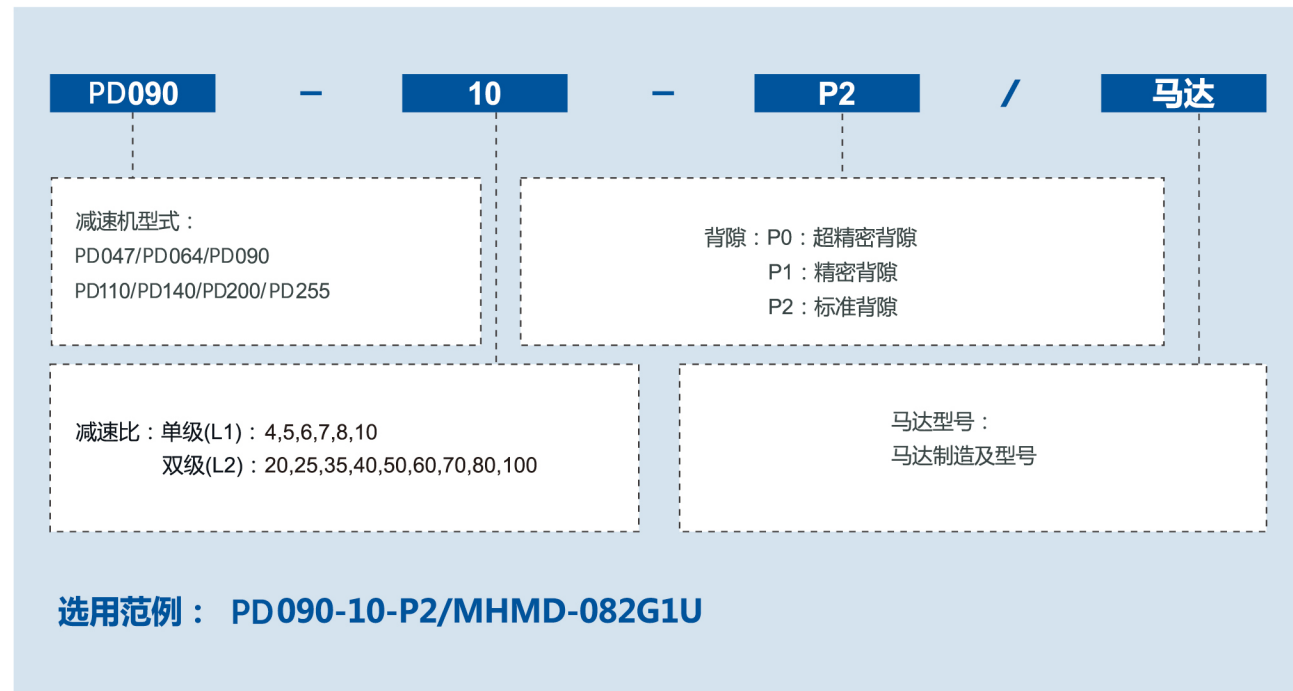 PD090 - 10 - P2 / 马达
减速机型式：
PD047/PD064/PD090
PD110/PD140/PD200/PD255
背隙：P0：超精密背隙
P1：精密背隙
P2：标准背隙
减速比：单级(L1)：4,5,6,7,8,10
双级(L2)：20,25,35,40,50,60,70,80,100
马达型号：
马达制造及型号
选用范例： PD090-10-P2/MHMD-082G1U